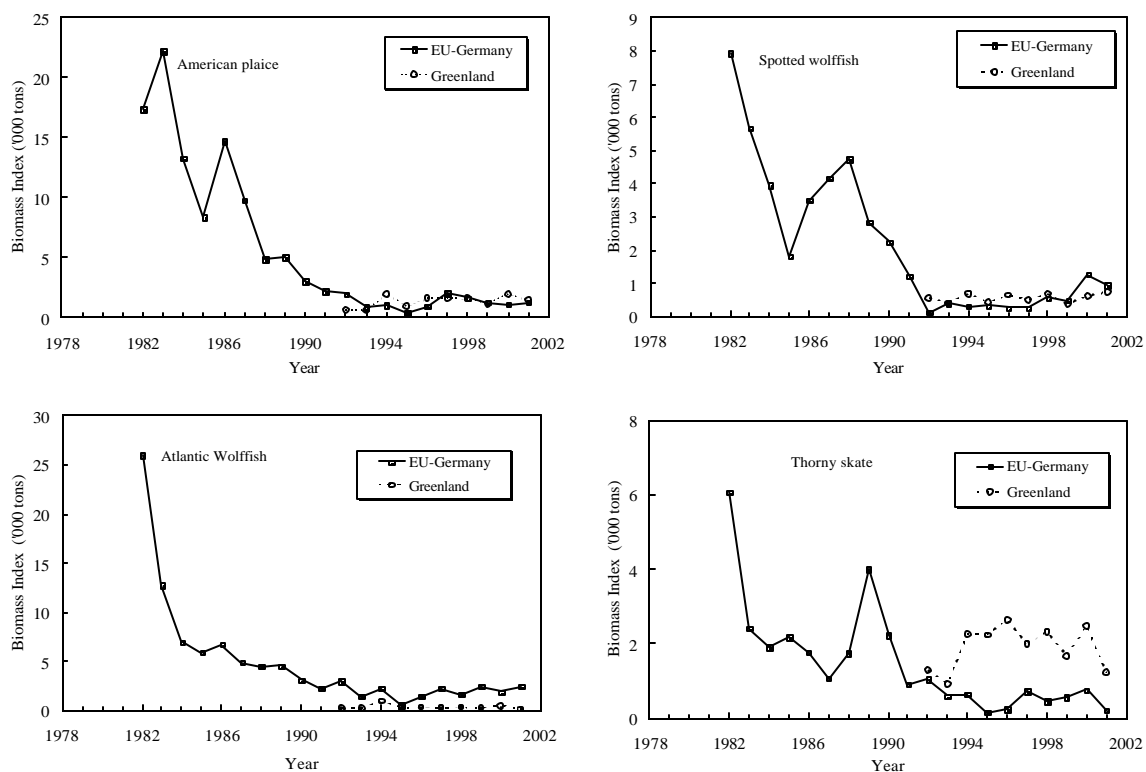 25
20
15
10
5
0
Biomass Index ('000 tons)
American plaice
EU-Germany
Greenland
1978 1982 1986 1990 1994 1998 2002
Year
9
8
7
6
5
4
3
2
1
0
Biomass Index ('000 tons)
Spotted wolffish
EU-Germany
Greenland
1978 1982 1986 1990 1994 1998 2002
Year
30
25
20
15
10
5
0
Biomass Index ('000 tons)
Atlantic Wolffish
EU-Germany
Greenland
1978 1982 1986 1990 1994 1998 2002
Year
8
6
4
2
0
Biomass Index ('000 tons)
Thorny skate
EU-Germany
Greenland
1978 1982 1986 1990 1994 1998 2002
Year